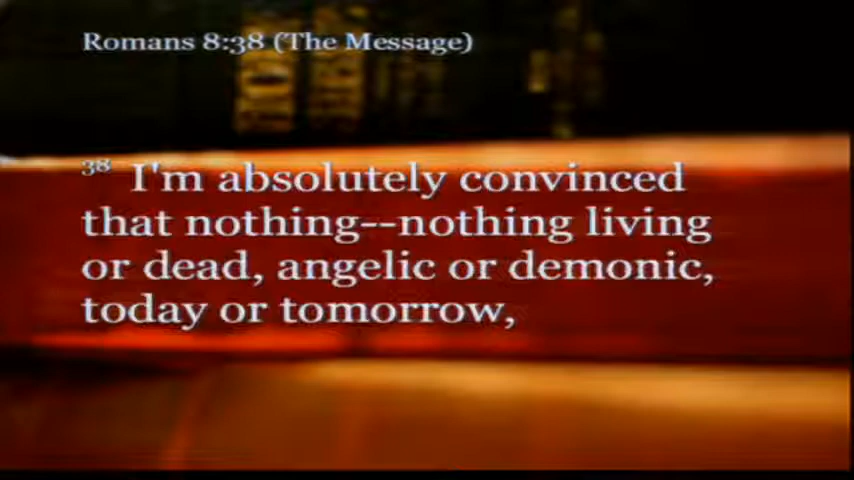 Romans 8:38 (The Message)
38 I'm absolutely convinced
that nothing--nothing living
or dead, angelic or demonic,
today or tomorrow,